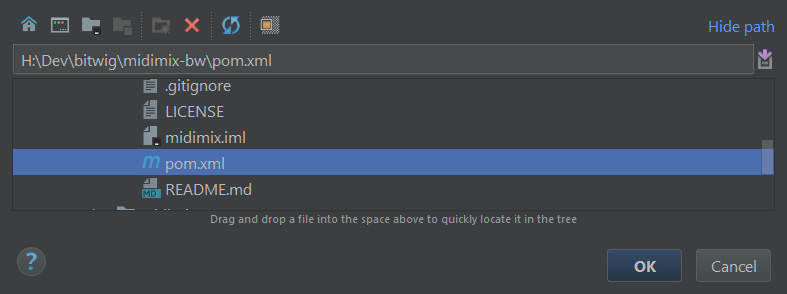 Hide path
H:\Dev\bitwig\midimix-bw\pom.xml
.gitignore
LICENSE
midimix.iml
m pom.xml
MD README.md
Drag and drop a file into the space above to quickly locate it in the tree
? OK Cancel